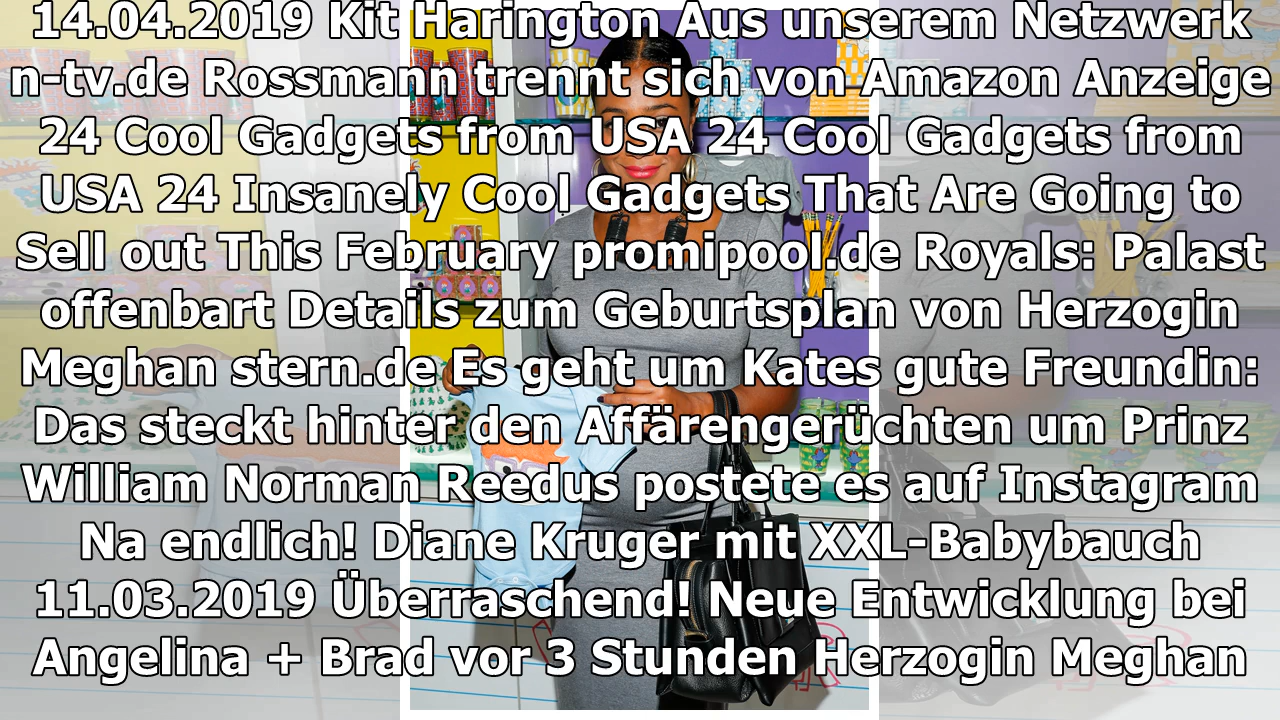 14.04.2019 Kit Harington Aus unserem Netzwerk
n-tv.de Rossmann trennt sich von Amazon Anzeige
24 Cool Gadgets from USA 24 Cool Gadgets from
USA 24 Insanely Cool Gadgets That Are Going to
Sell out This February promipool.de Royals: Palast
offenbart Details zum Geburtsplan von Herzogin
Meghan stern.de Es geht um Kates gute Freundin:
Das steckt hinter den Affärengerüchten um Prinz
William Norman Reedus postete es auf Instagram
Na endlich! Diane Kruger mit XXL-Babybauch
11.03.2019 Überraschend! Neue Entwicklung bei
Angelina + Brad vor 3 Stunden Herzogin Meghan